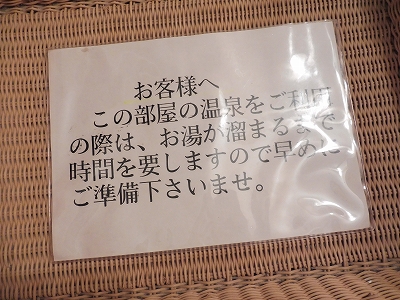 お客様へ
この部屋の温泉をご利用
の際は、お湯が溜まるまで
時間を要しますので早めに
ご準備下さいませ。